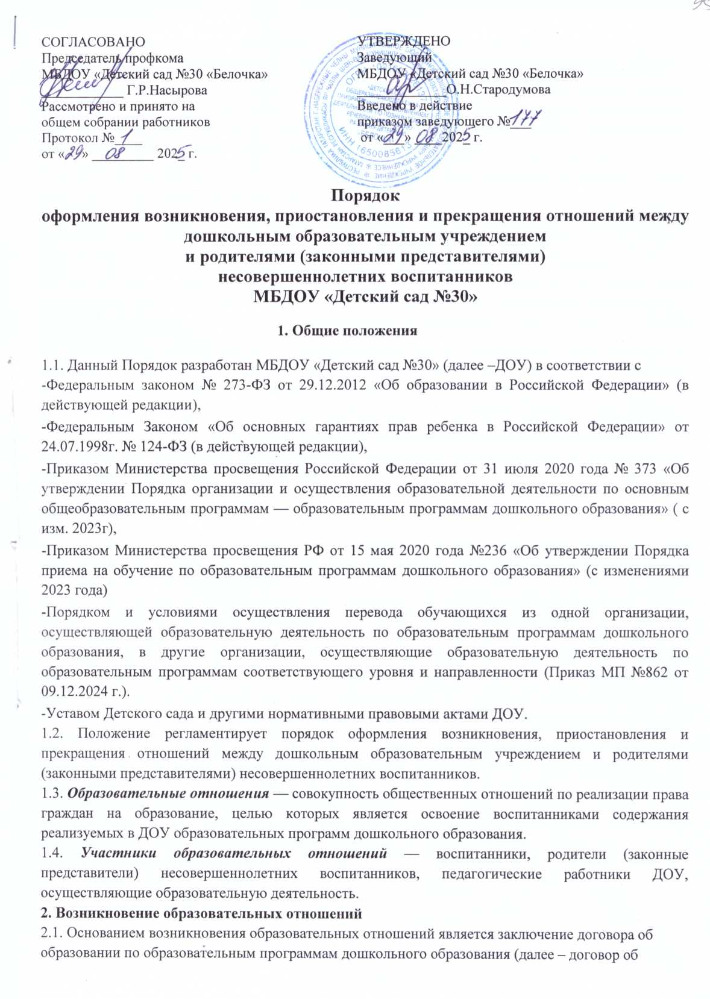 СОГЛАСОВАНО
Председатель профкома
МБДОУ «Детский сад №30 «Белочка»
____________ Г.Р.Насырова
Рассмотрено и принято на
общем собрании работников
Протокол №_1__
от «29» ___08___ 2025 г.
УТВЕРЖДЕНО
Заведующий
МБДОУ «Детский сад №30 «Белочка»
____________О.Н.Стародумова
Введено в действие
приказом заведующего №177
от «29» _08_2025 г.
ИНН 1650085613
Порядок
оформления возникновения, приостановления и прекращения отношений между
дошкольным образовательным учреждением
и родителями (законными представителями)
несовершеннолетних воспитанников
МБДОУ «Детский сад №30»
1. Общие положения
1.1. Данный Порядок разработан МБДОУ «Детский сад №30» (далее –ДОУ) в соответствии с
-Федеральным законом № 273-ФЗ от 29.12.2012 «Об образовании в Российской Федерации» (в
действующей редакции),
-Федеральным Законом «Об основных гарантиях прав ребенка в Российской Федерации» от
24.07.1998г. № 124-ФЗ (в действующей редакции),
-Приказом Министерства просвещения Российской Федерации от 31 июля 2020 года № 373 «Об
утверждении Порядка организации и осуществления образовательной деятельности по основным
общеобразовательным программам — образовательным программам дошкольного образования» ( с
изм. 2023г),
-Приказом Министерства просвещения РФ от 15 мая 2020 года №236 «Об утверждении Порядка
приема на обучение по образовательным программам дошкольного образования» (с изменениями
2023 года)
-Порядком и условиями осуществления перевода обучающихся из одной организации,
осуществляющей образовательную деятельность по образовательным программам дошкольного
образования, в другие организации, осуществляющие образовательную деятельность по
образовательным программам соответствующего уровня и направленности (Приказ МП №862 от
09.12.2024 г.).
-Уставом Детского сада и другими нормативными правовыми актами ДОУ.
1.2. Положение регламентирует порядок оформления возникновения, приостановления и
прекращения отношений между дошкольным образовательным учреждением и родителями
(законными представителями) несовершеннолетних воспитанников.
1.3. Образовательные отношения — совокупность общественных отношений по реализации права
граждан на образование, целью которых является освоение воспитанниками содержания
реализуемых в ДОУ образовательных программ дошкольного образования.
1.4. Участники образовательных отношений — воспитанники, родители (законные
представители) несовершеннолетних воспитанников, педагогические работники ДОУ,
осуществляющие образовательную деятельность.
2. Возникновение образовательных отношений
2.1. Основанием возникновения образовательных отношений является заключение договора об
образовании по образовательным программам дошкольного образования (далее – договор об